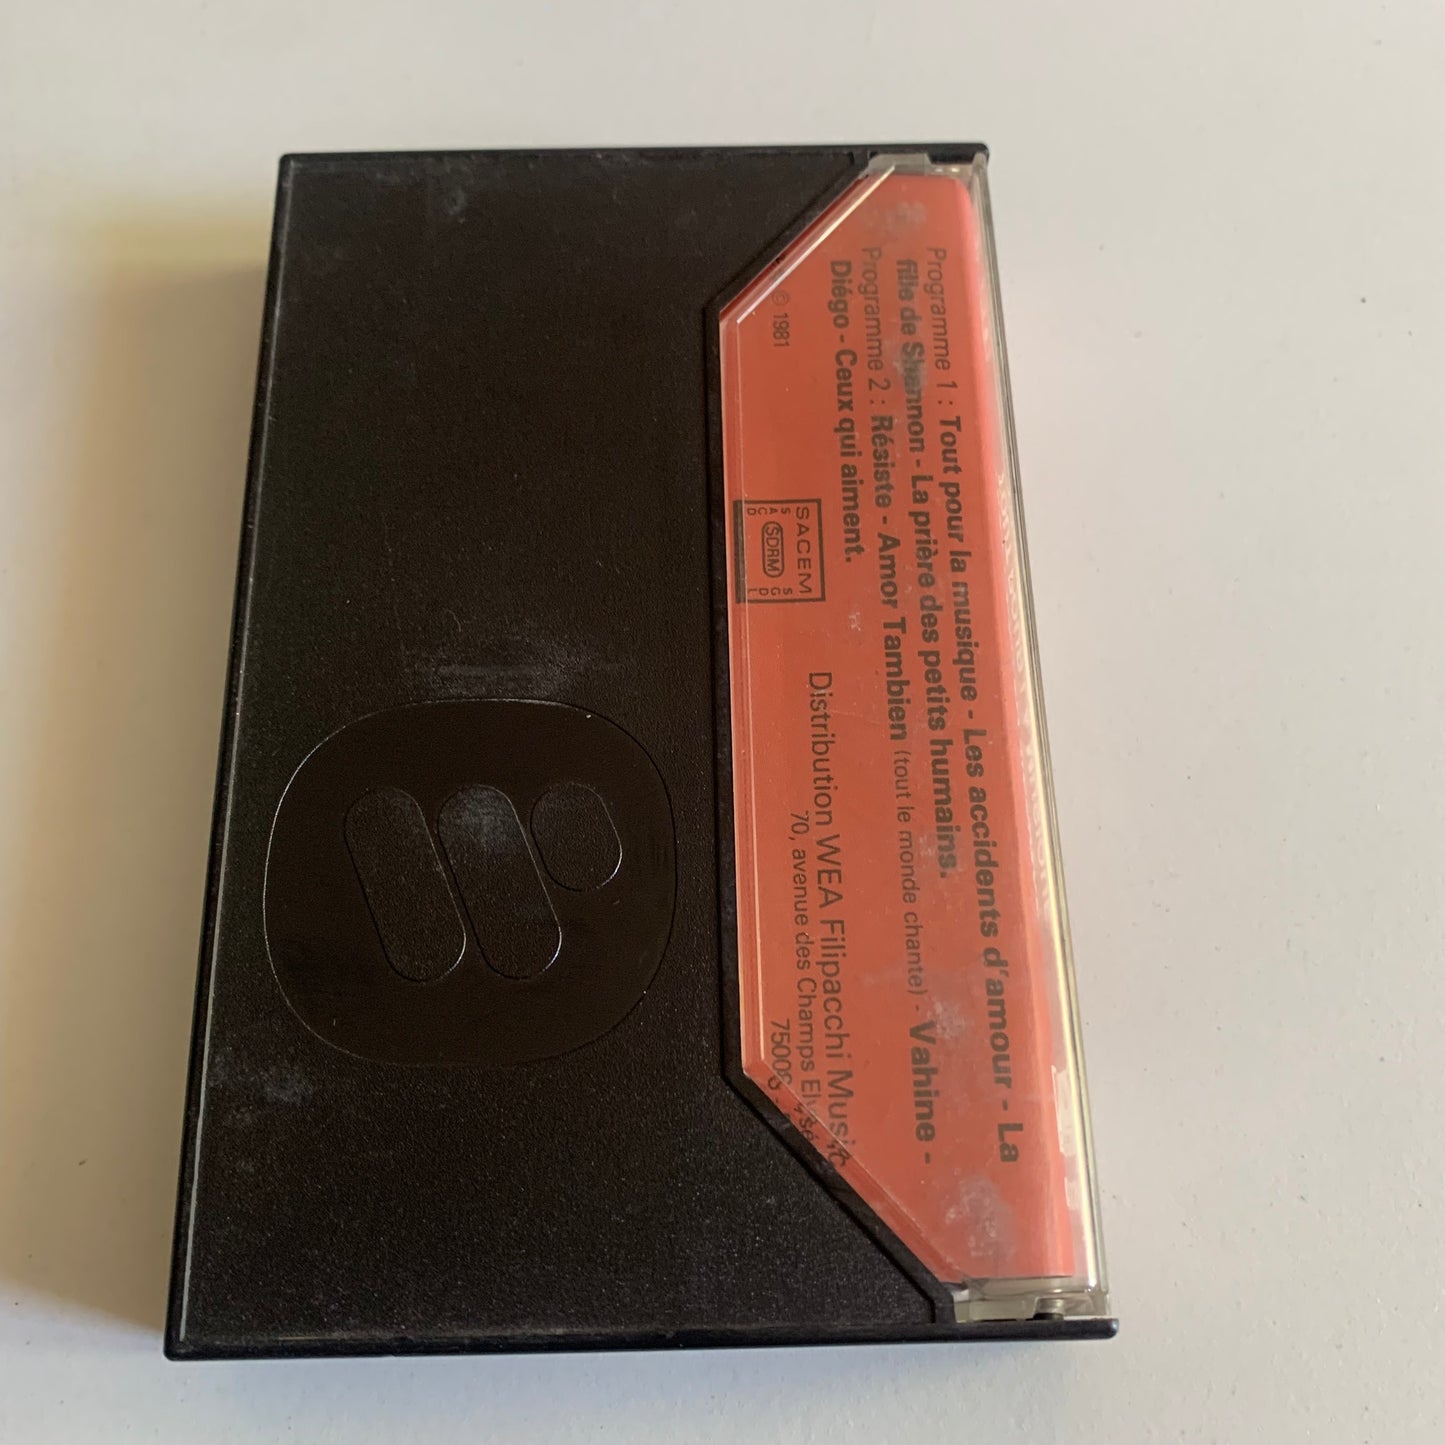 Programme 1 : Tout pour la musique - Les accidents d'amour - La
fille de Shannon - La prière des petits humains.
Programme 2 : Résiste - Amor Tambien (tout le monde chante) - Vahine -
Diégo - Ceux qui aiment.
© 1981
SACEM
SACD
SDRM
SGDL
Distribution WEA Filipacchi Music
70, avenue des Champs